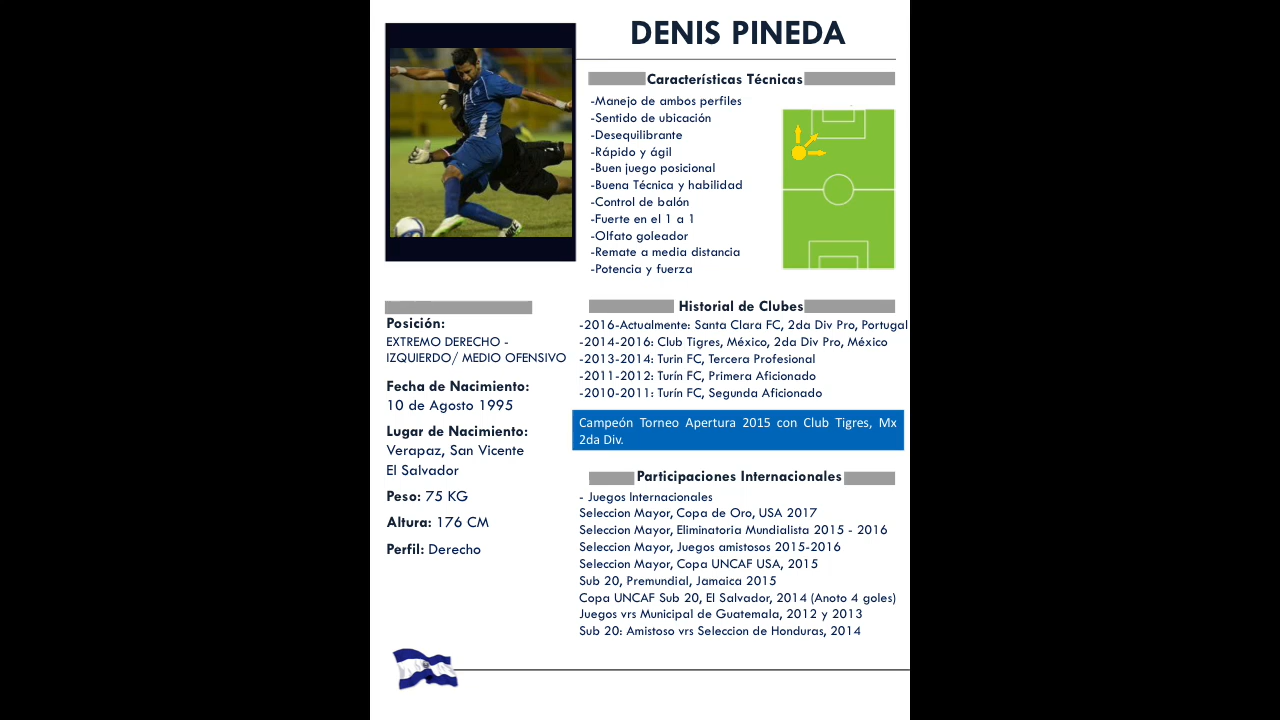 DENIS PINEDA
Características Técnicas
-Manejo de ambos perfiles
-Sentido de ubicación
-Desequilibrante
-Rápido y ágil
-Buen juego posicional
-Buena Técnica y habilidad
-Control de balón
-Fuerte en el 1 a 1
-Olfato goleador
-Remate a media distancia
-Potencia y fuerza
Posición:
EXTREMO DERECHO -
IZQUIERDO/ MEDIO OFENSIVO
Fecha de Nacimiento:
10 de Agosto 1995
Lugar de Nacimiento:
Verapaz, San Vicente
El Salvador
Peso: 75 KG
Altura: 176 CM
Perfil: Derecho
Historial de Clubes
-2016-Actualmente: Santa Clara FC, 2da Div Pro, Portugal
-2014-2016: Club Tigres, México, 2da Div Pro, México
-2013-2014: Turin FC, Tercera Profesional
-2011-2012: Turín FC, Primera Aficionado
-2010-2011: Turín FC, Segunda Aficionado
Campeón Torneo Apertura 2015 con Club Tigres, Mx
2da Div.
Participaciones Internacionales
- Juegos Internacionales
Seleccion Mayor, Copa de Oro, USA 2017
Seleccion Mayor, Eliminatoria Mundialista 2015 - 2016
Seleccion Mayor, Juegos amistosos 2015-2016
Seleccion Mayor, Copa UNCAF USA, 2015
Sub 20, Premundial, Jamaica 2015
Copa UNCAF Sub 20, El Salvador, 2014 (Anoto 4 goles)
Juegos vrs Municipal de Guatemala, 2012 y 2013
Sub 20: Amistoso vrs Seleccion de Honduras, 2014